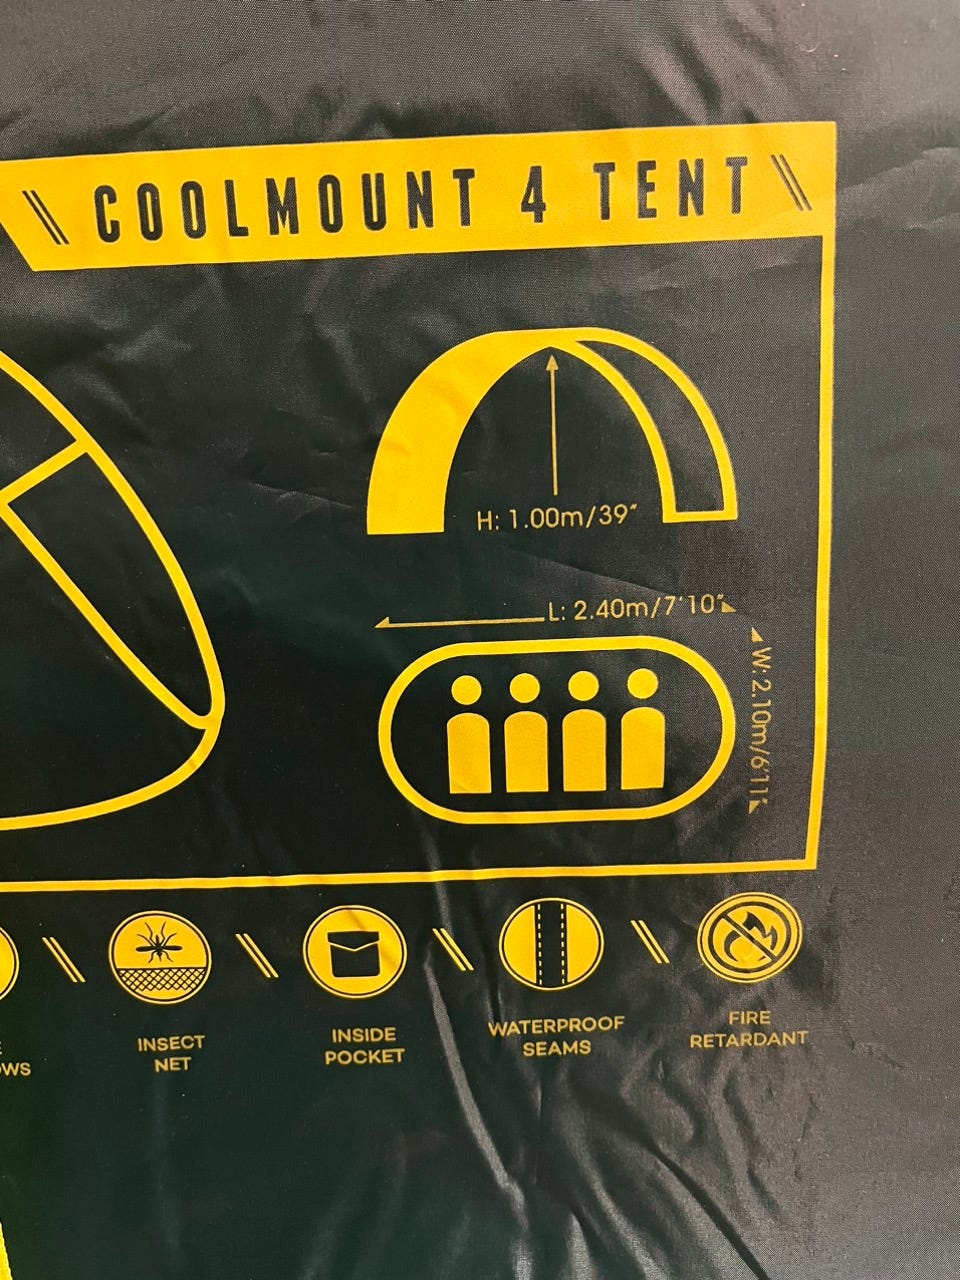 COOLMOUNT 4 TENT
H: 1.00m/39"
L: 2.40m/7'10"
W: 2.10m/6'11"
INSECT
NET
INSIDE
POCKET
WATERPROOF
SEAMS
FIRE
RETARDANT